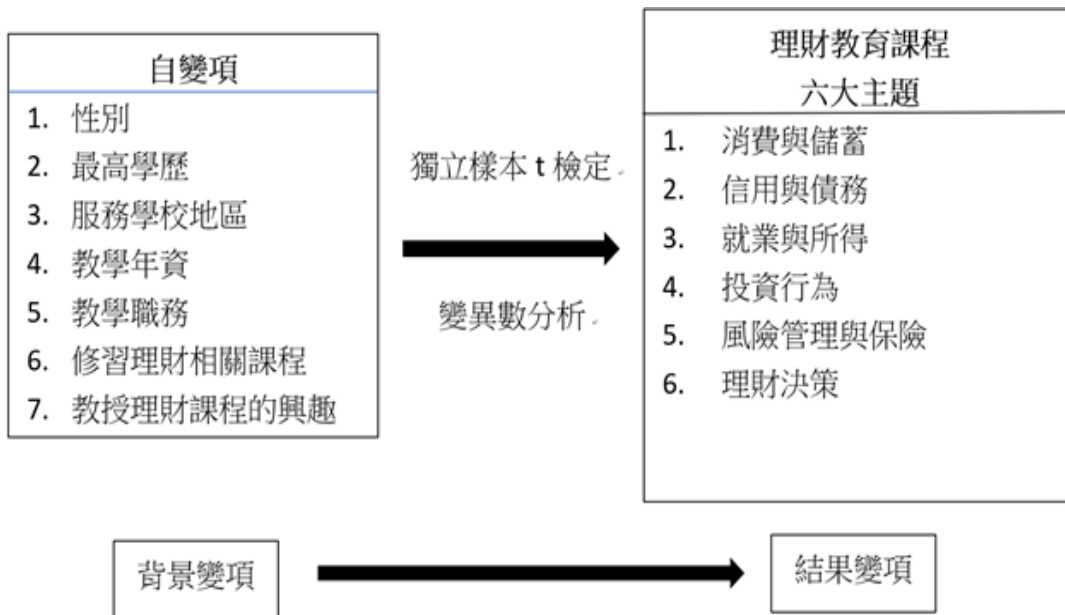 自變項
1. 性別
2. 最高學歷
3. 服務學校地區
4. 教學年資
5. 教學職務
6. 修習理財相關課程
7. 教授理財課程的興趣
獨立樣本 t 檢定
變異數分析
理財教育課程
六大主題
1. 消費與儲蓄
2. 信用與債務
3. 就業與所得
4. 投資行為
5. 風險管理與保險
6. 理財決策
背景變項
結果變項